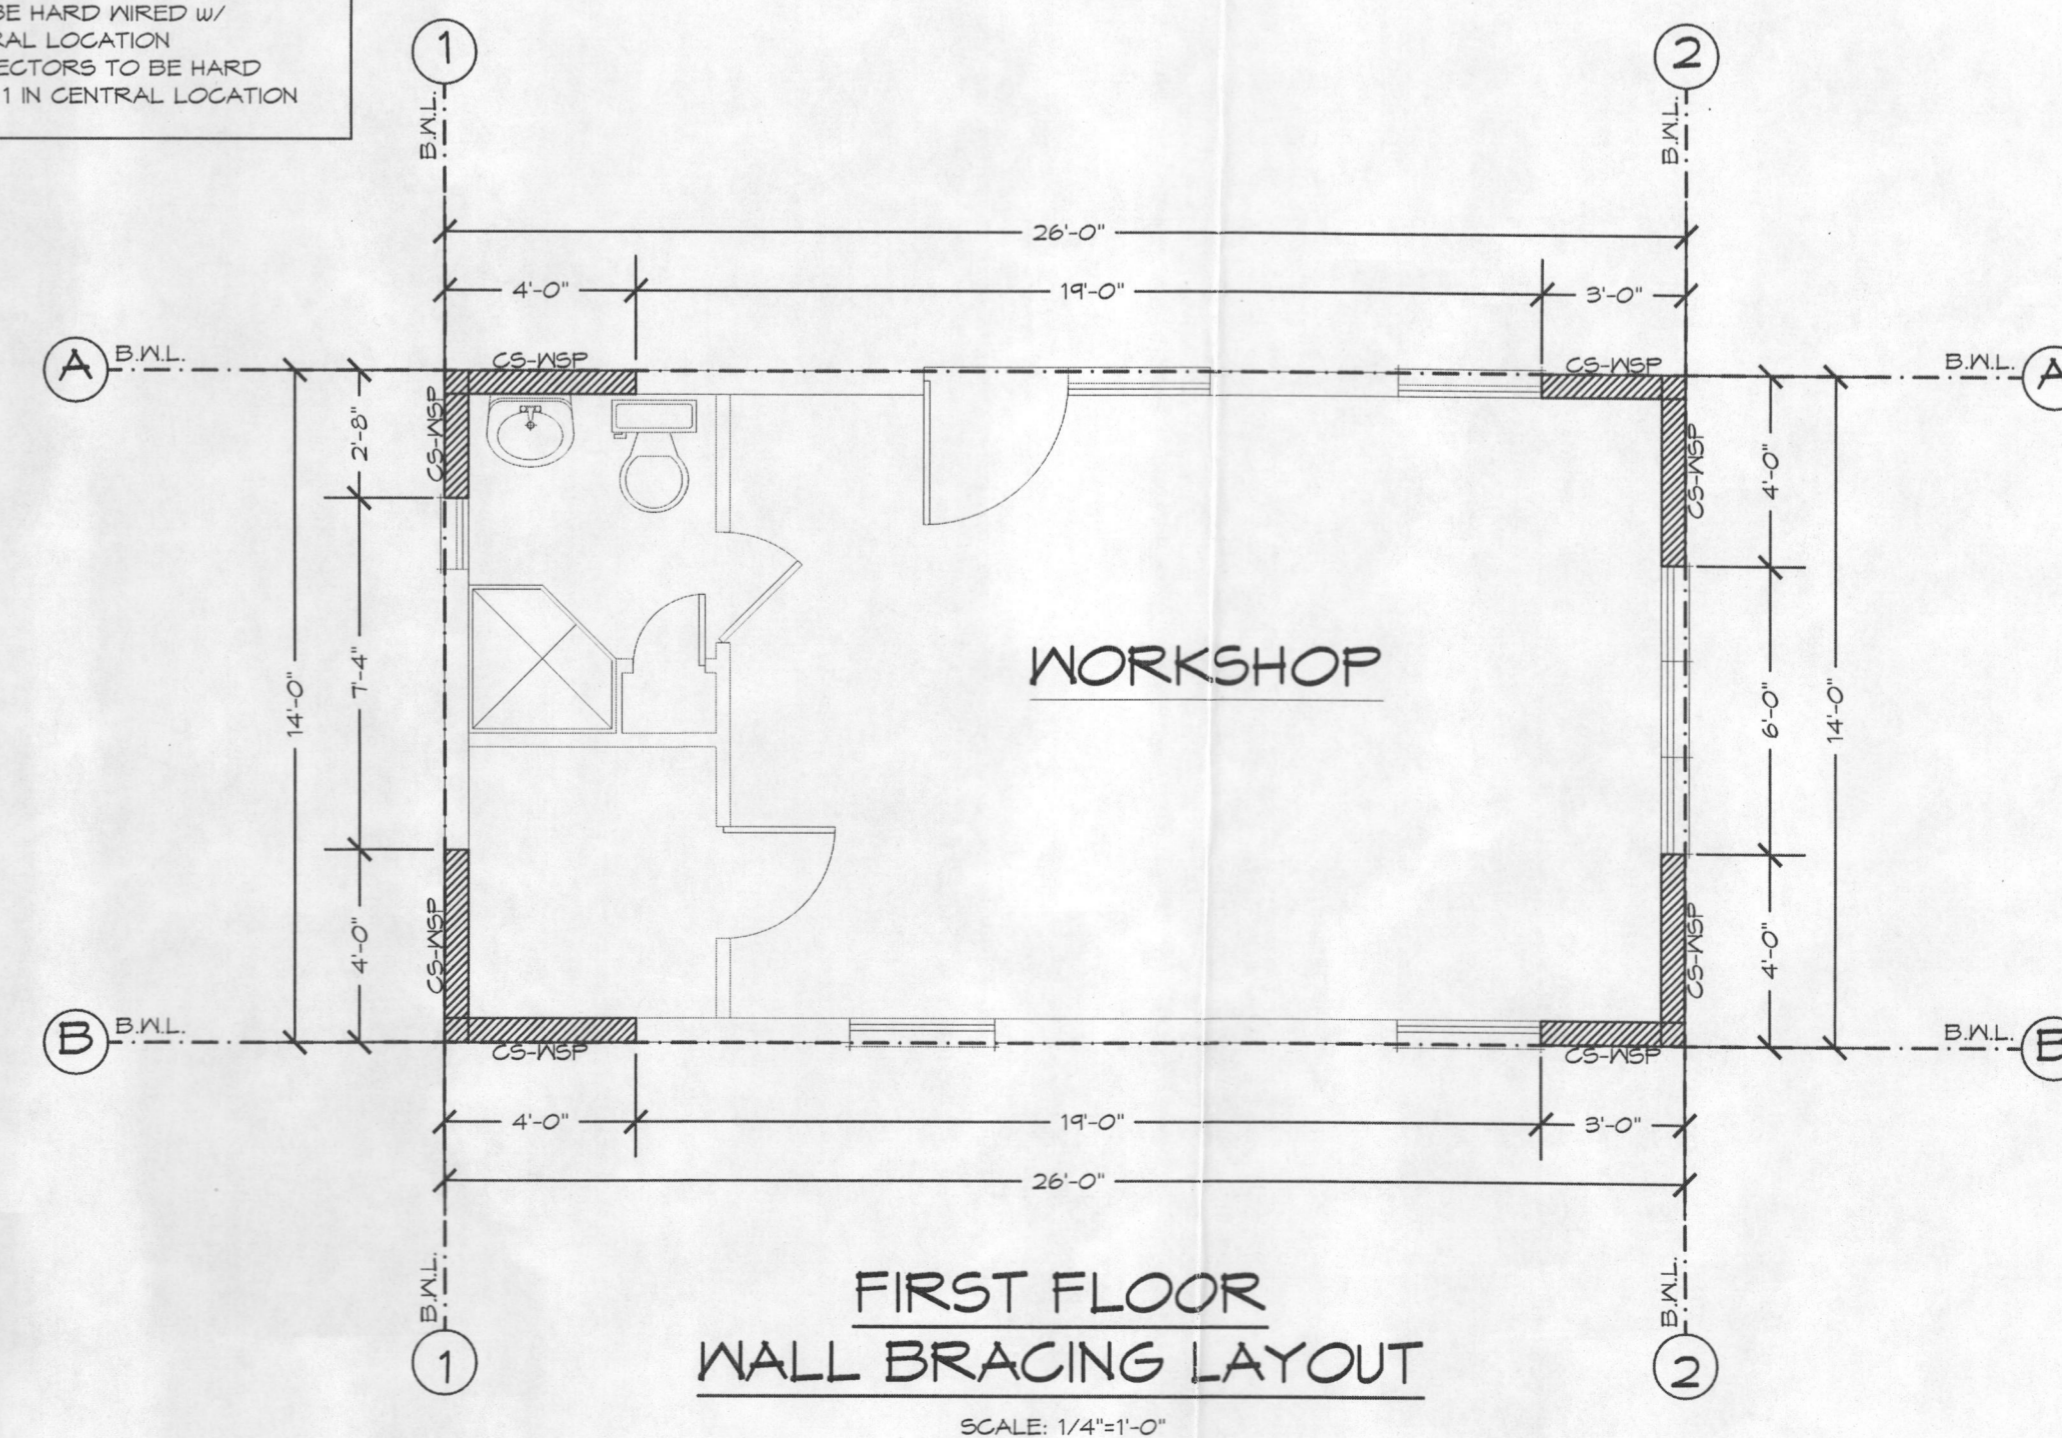 BE HARD WIRED w/
RAL LOCATION
ECTORS TO BE HARD
1 IN CENTRAL LOCATION
1
2
B.W.L.
B.W.L.
26'-0"
4'-0"
19'-0"
3'-0"
A
B.W.L.
CS-WSP
CS-WSP
B.W.L.
A
CS-WSP
2'-8"
CS-WSP
4'-0"
14'-0"
7'-4"
WORKSHOP
6'-0"
14'-0"
4'-0"
CS-WSP
CS-WSP
4'-0"
B
B.W.L.
CS-WSP
CS-WSP
B.W.L.
B
4'-0"
19'-0"
3'-0"
26'-0"
B.W.L.
B.W.L.
1
2
FIRST FLOOR
WALL BRACING LAYOUT
SCALE: 1/4"=1'-0"